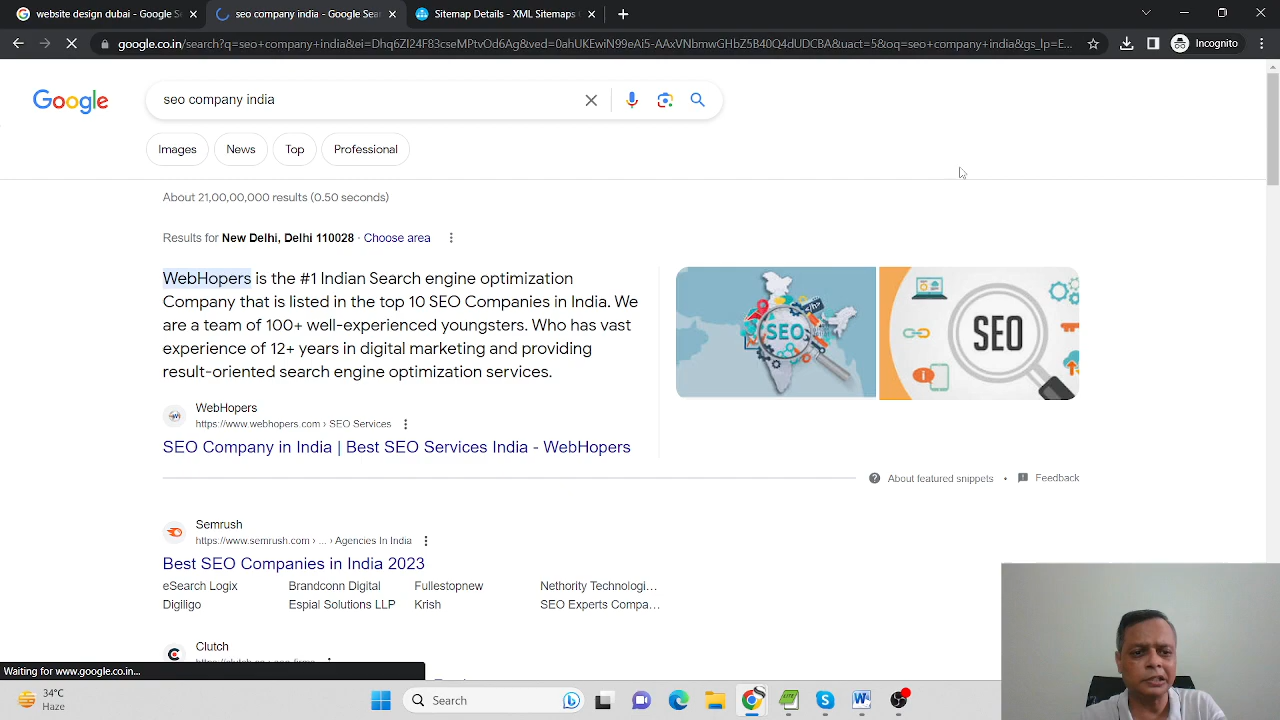 website design dubai - Google S
seo company india - Google Sear
Sitemap Details - XML Sitemaps
google.co.in/search?q=seo+company+india&ei=Dhq6ZI24F83cseMPtvOd6Ag&ved=0ahUKEwiN99eAi5-AAxVNbmwGHbZ5B40Q4dUDCBA&uact=5&oq=seo+company+india&gs_lp=E...
Incognito
Google
seo company india
Images
News
Top
Professional
About 21,00,00,000 results (0.50 seconds)
Results for New Delhi, Delhi 110028 · Choose area
WebHopers is the #1 Indian Search engine optimization
Company that is listed in the top 10 SEO Companies in India. We
are a team of 100+ well-experienced youngsters. Who has vast
experience of 12+ years in digital marketing and providing
result-oriented search engine optimization services.
SEO
SEO
WebHopers
https://www.webhopers.com › SEO Services
SEO Company in India | Best SEO Services India - WebHopers
About featured snippets • Feedback
Semrush
https://www.semrush.com › ... › Agencies In India
Best SEO Companies in India 2023
eSearch Logix Brandconn Digital Fullestopnew Nethority Technologi...
Digiligo Espial Solutions LLP Krish SEO Experts Compa...
Clutch
Waiting for www.google.co.in...
34°C
Haze
Search